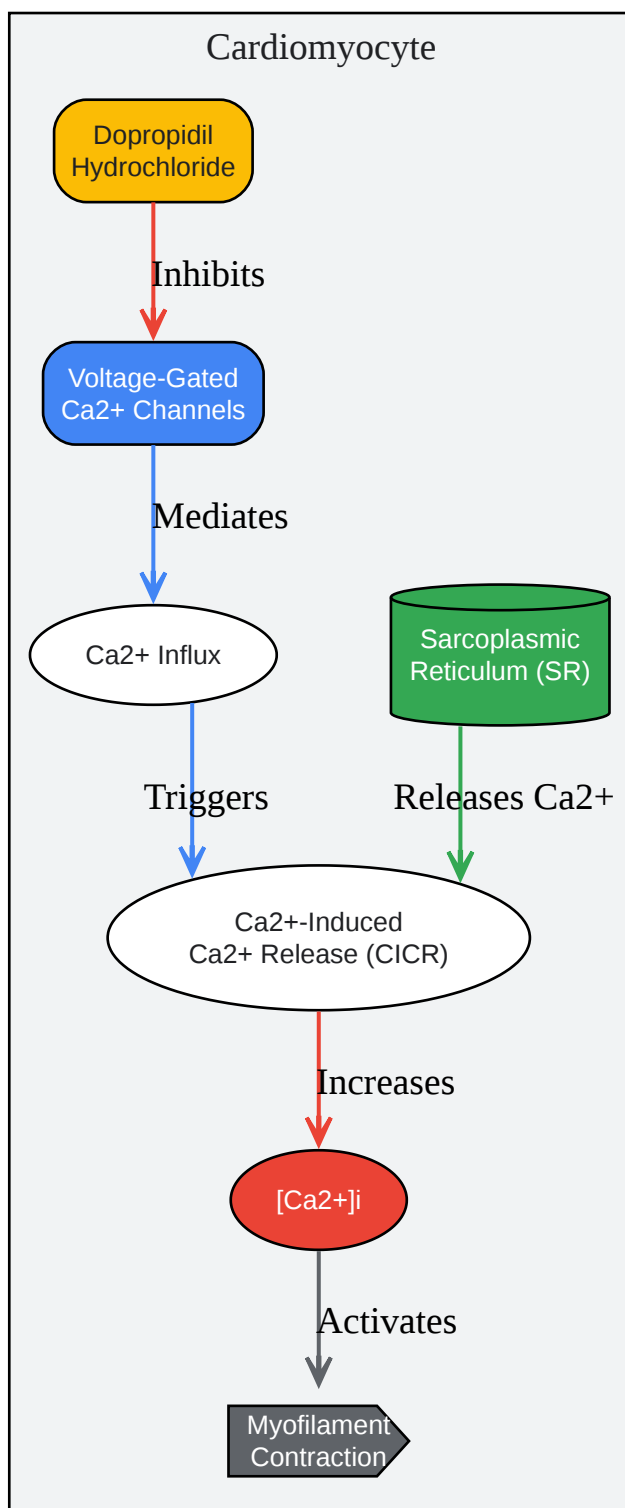 Cardiomyocyte
Dopropidil
Hydrochloride
Inhibits
Voltage-Gated
Ca2+ Channels
Mediates
Ca2+ Influx
Sarcoplasmic
Reticulum (SR)
Triggers
Releases Ca2+
Ca2+-Induced
Ca2+ Release (CICR)
Increases
[Ca2+]i
Activates
Myofilament
Contraction